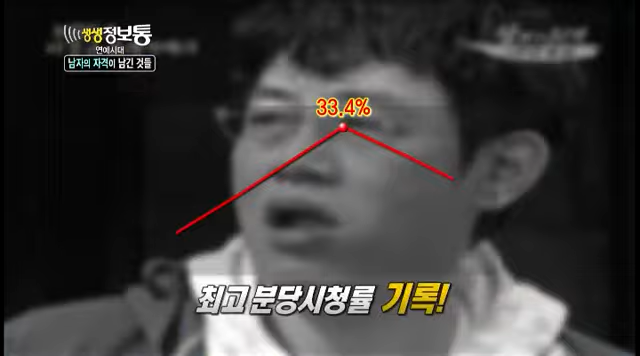 생생정보통
연예시대
남자의 자격이 남긴 것들
33.4%
최고 분당시청률 기록!